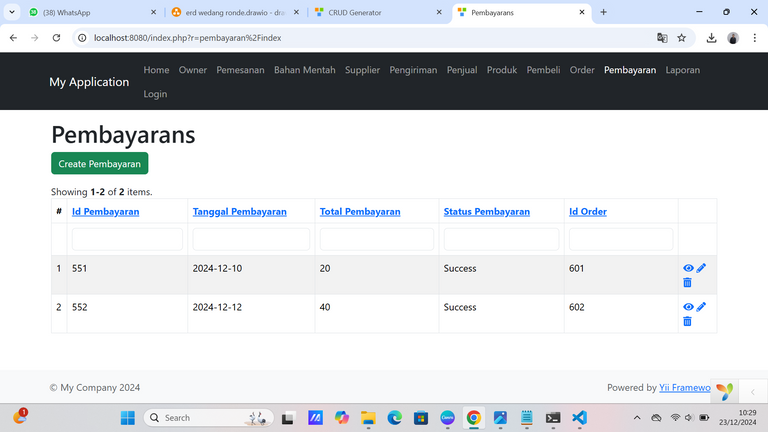 (38) WhatsApp
erd wedang ronde.drawio - dra
CRUD Generator
Pembayarans
localhost:8080/index.php?r=pembayaran%2Findex
My Application
Home Owner Pemesanan Bahan Mentah Supplier Pengiriman Penjual Produk Pembeli Order Pembayaran Laporan
Login
Pembayarans
Create Pembayaran
Showing 1-2 of 2 items.
# Id Pembayaran Tanggal Pembayaran Total Pembayaran Status Pembayaran Id Order
1 551 2024-12-10 20 Success 601
2 552 2024-12-12 40 Success 602
© My Company 2024
Powered by Yii Framewo
1
Search
10:29
23/12/2024